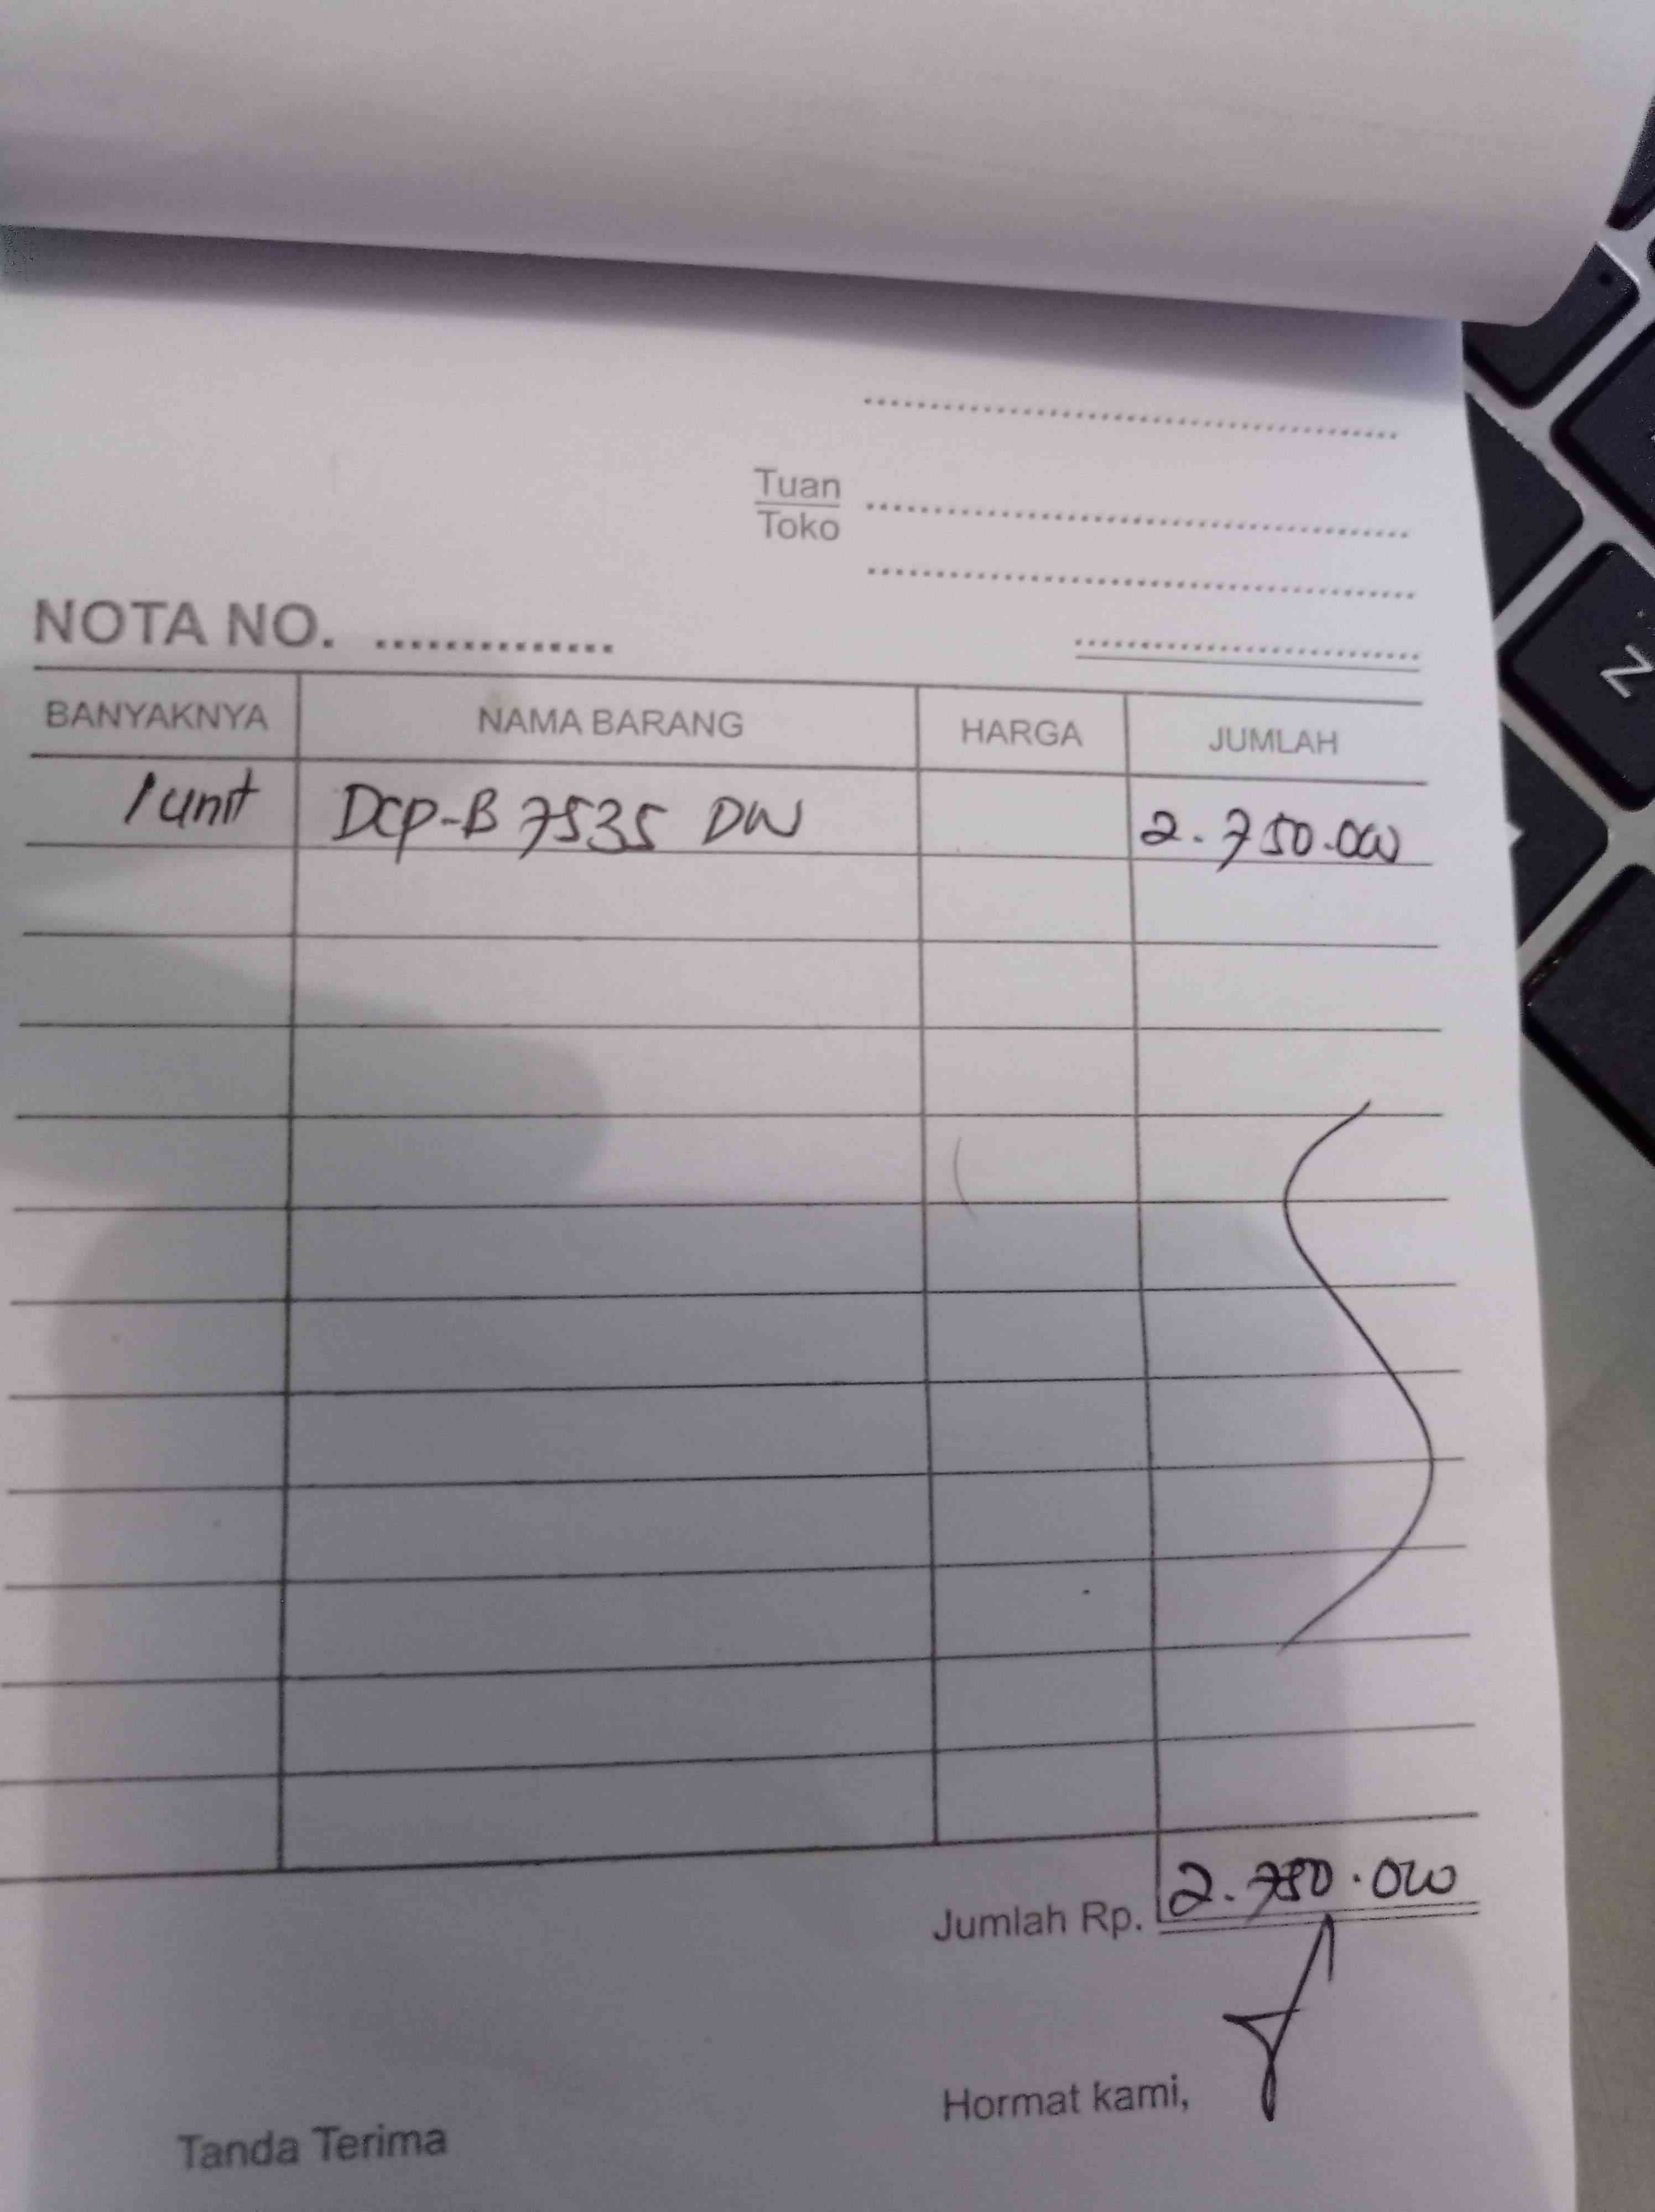 Tuan
Toko
NOTA NO. ..............
BANYAKNYA NAMA BARANG HARGA JUMLAH
1 unit DCP-B 7535 DW 2.750.000
Jumlah Rp. 2.750.000
Hormat kami,
Tanda Terima
Z